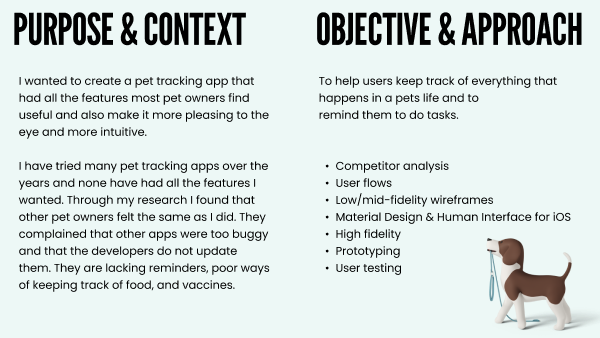 PURPOSE & CONTEXT
I wanted to create a pet tracking app that
had all the features most pet owners find
useful and also make it more pleasing to the
eye and more intuitive.
I have tried many pet tracking apps over the
years and none have had all the features I
wanted. Through my research I found that
other pet owners felt the same as I did. They
complained that other apps were too buggy
and that the developers do not update
them. They are lacking reminders, poor ways
of keeping track of food, and vaccines.
OBJECTIVE & APPROACH
To help users keep track of everything that
happens in a pets life and to
remind them to do tasks.
• Competitor analysis
• User flows
• Low/mid-fidelity wireframes
• Material Design & Human Interface for iOS
• High fidelity
• Prototyping
• User testing